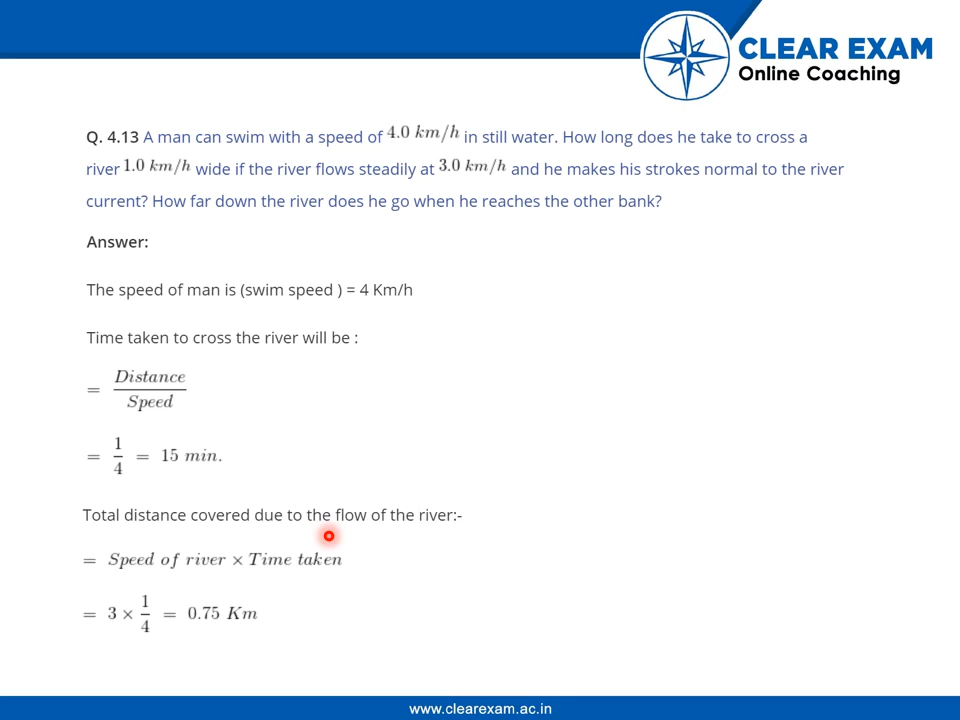 CLEAR EXAM
Online Coaching
Q. 4.13 A man can swim with a speed of 4.0 km/h in still water. How long does he take to cross a
river 1.0 km/h wide if the river flows steadily at 3.0 km/h and he makes his strokes normal to the river
current? How far down the river does he go when he reaches the other bank?
Answer:
The speed of man is (swim speed ) = 4 Km/h
Time taken to cross the river will be :
= Distance / Speed
= 1/4 = 15 min.
Total distance covered due to the flow of the river:-
= Speed of river × Time taken
= 3 × 1/4 = 0.75 Km
www.clearexam.ac.in